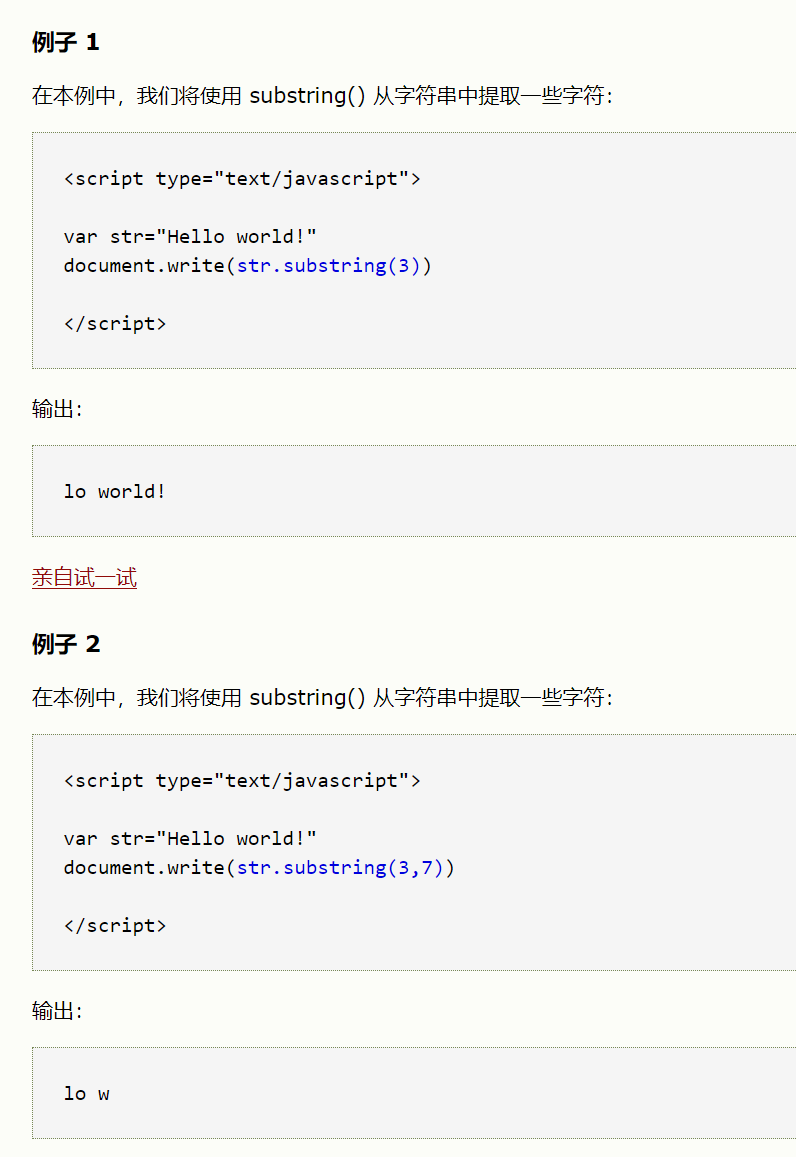 例子 1
在本例中，我们将使用 substring() 从字符串中提取一些字符：
<script type="text/javascript">
var str="Hello world!"
document.write(str.substring(3))
</script>
输出：
lo world!
亲自试一试
例子 2
在本例中，我们将使用 substring() 从字符串中提取一些字符：
<script type="text/javascript">
var str="Hello world!"
document.write(str.substring(3,7))
</script>
输出：
lo w